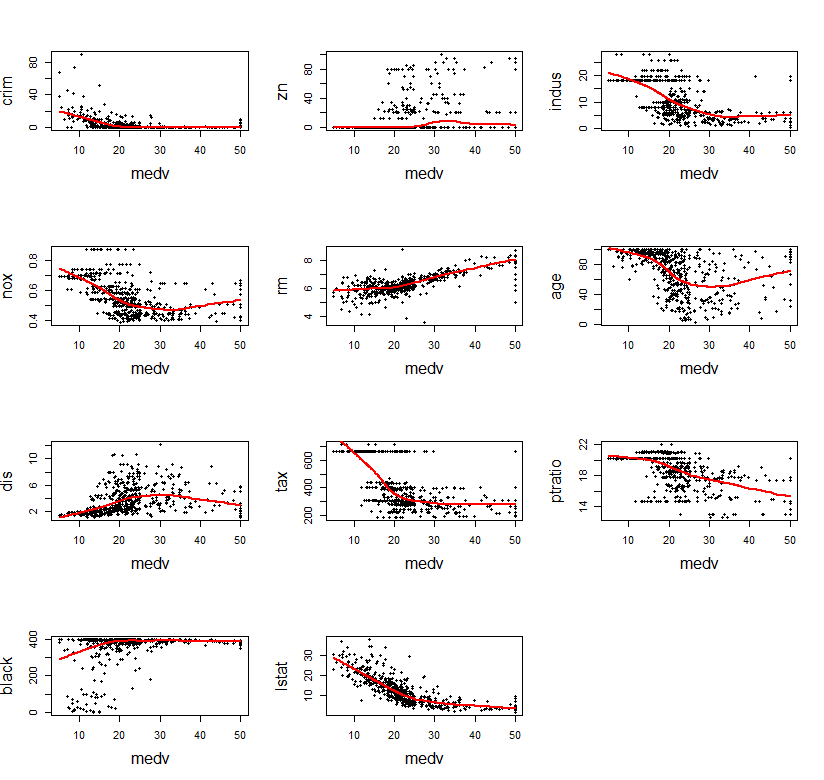 crim
0 40 80
10 20 30 40 50
medv
zn
0 40 80
10 20 30 40 50
medv
indus
0 10 20
10 20 30 40 50
medv
nox
0.4 0.6 0.8
10 20 30 40 50
medv
rm
4 6 8
10 20 30 40 50
medv
age
0 40 80
10 20 30 40 50
medv
dis
2 6 10
10 20 30 40 50
medv
tax
200 400 600
10 20 30 40 50
medv
ptratio
14 18 22
10 20 30 40 50
medv
black
0 200 400
10 20 30 40 50
medv
lstat
10 20 30
10 20 30 40 50
medv